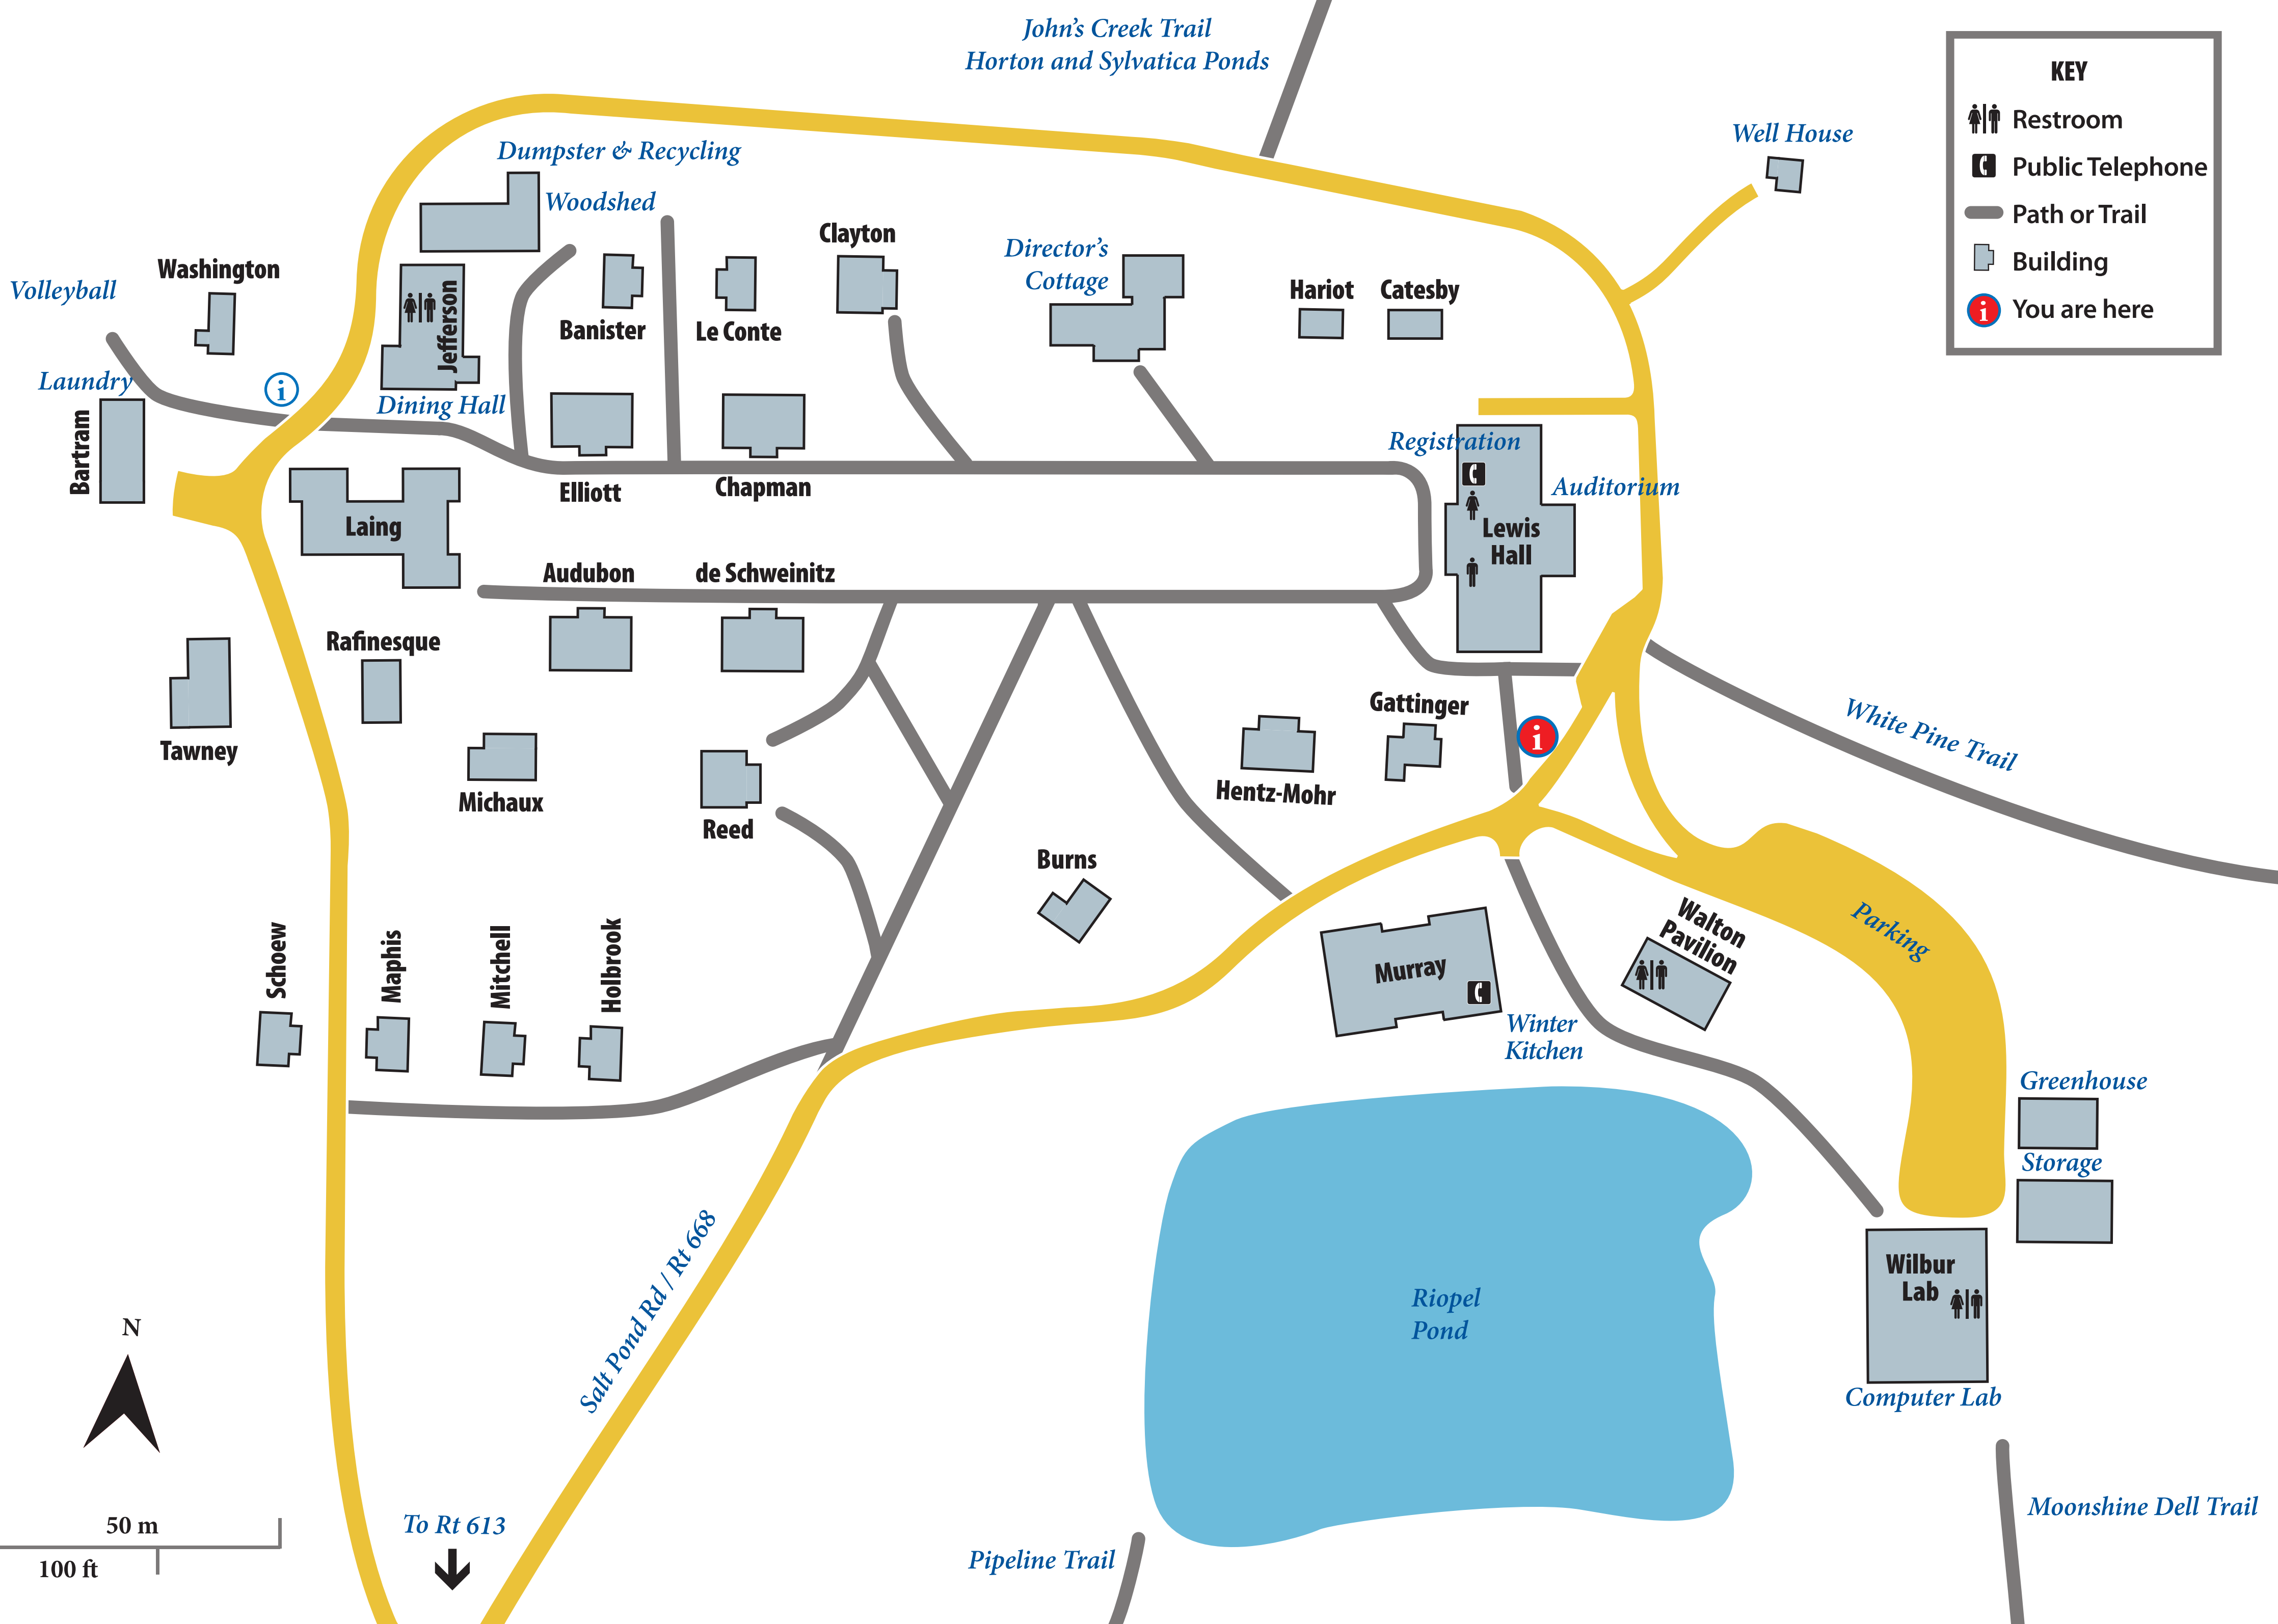 John's Creek Trail
Horton and Sylvatica Ponds
KEY
Restroom
Public Telephone
Path or Trail
Building
i
You are here
Well House
Dumpster & Recycling
Woodshed
Clayton
Director's
Cottage
Washington
Volleyball
Jefferson
Banister
Le Conte
Hariot
Catesby
Laundry
i
Dining Hall
Bartram
Registration
Elliott
Chapman
Auditorium
Laing
Lewis
Hall
Audubon
de Schweinitz
Rafinesque
Tawney
Michaux
Reed
Gattinger
Hentz-Mohr
i
White Pine Trail
Burns
Walton
Pavilion
Parking
Schoew
Maphis
Mitchell
Holbrook
Murray
Winter
Kitchen
Greenhouse
Storage
Wilbur
Lab
Computer Lab
Riopel
Pond
Salt Pond Rd / Rt 668
N
50 m
100 ft
To Rt 613
Pipeline Trail
Moonshine Dell Trail